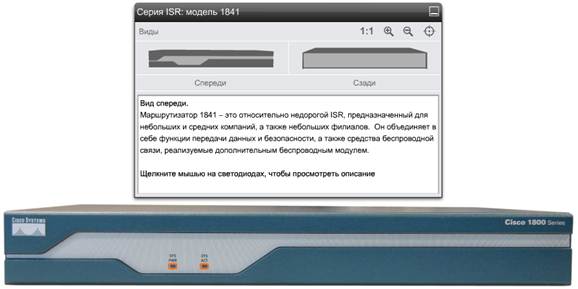 Серия ISR: модель 1841
Виды
1:1
Спереди
Сзади
Вид спереди.
Маршрутизатор 1841 – это относительно недорогой ISR, предназначенный для
небольших и средних компаний, а также небольших филиалов. Он объединяет в
себе функции передачи данных и безопасности, а также средства беспроводной
связи, реализуемые дополнительным беспроводным модулем.
Щелкните мышью на светодиодах, чтобы просмотреть описание
CISCO SYSTEMS
Cisco 1800 Series
SYS SYS
PWR ACT